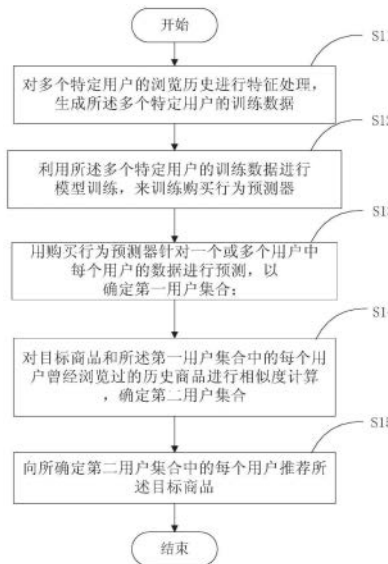 开始
S11
对多个特定用户的浏览历史进行特征处理,
生成所述多个特定用户的训练数据
S12
利用所述多个特定用户的训练数据进行
模型训练, 来训练购买行为预测器
S13
用购买行为预测器针对一个或多个用户中
每个用户的数据进行预测, 以
确定第一用户集合;
S14
对目标商品和所述第一用户集合中的每个用
户曾经浏览过的历史商品进行相似度计算
, 确定第二用户集合
S15
向所确定第二用户集合中的每个用户推荐所
述目标商品
结束